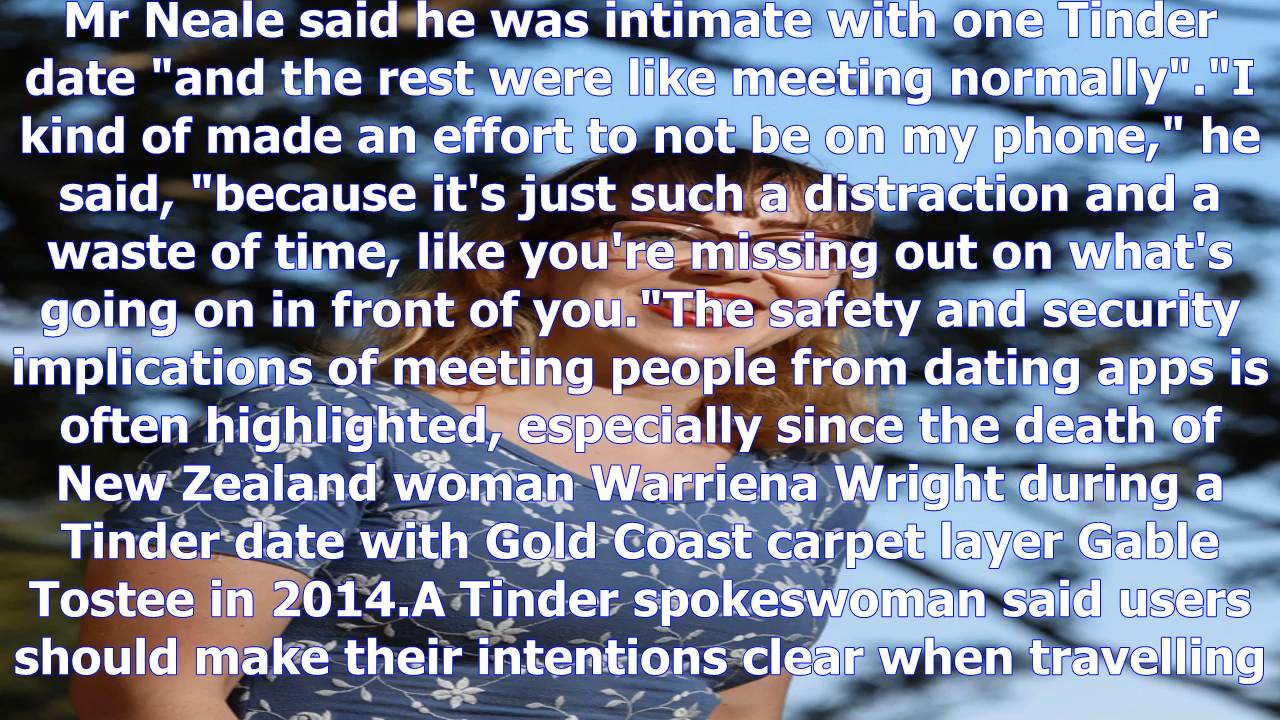 Mr Neale said he was intimate with one Tinder
date "and the rest were like meeting normally"."I
kind of made an effort to not be on my phone," he
said, "because it's just such a distraction and a
waste of time, like you're missing out on what's
going on in front of you."The safety and security
implications of meeting people from dating apps is
often highlighted, especially since the death of
New Zealand woman Warriena Wright during a
Tinder date with Gold Coast carpet layer Gable
Tostee in 2014.A Tinder spokeswoman said users
should make their intentions clear when travelling